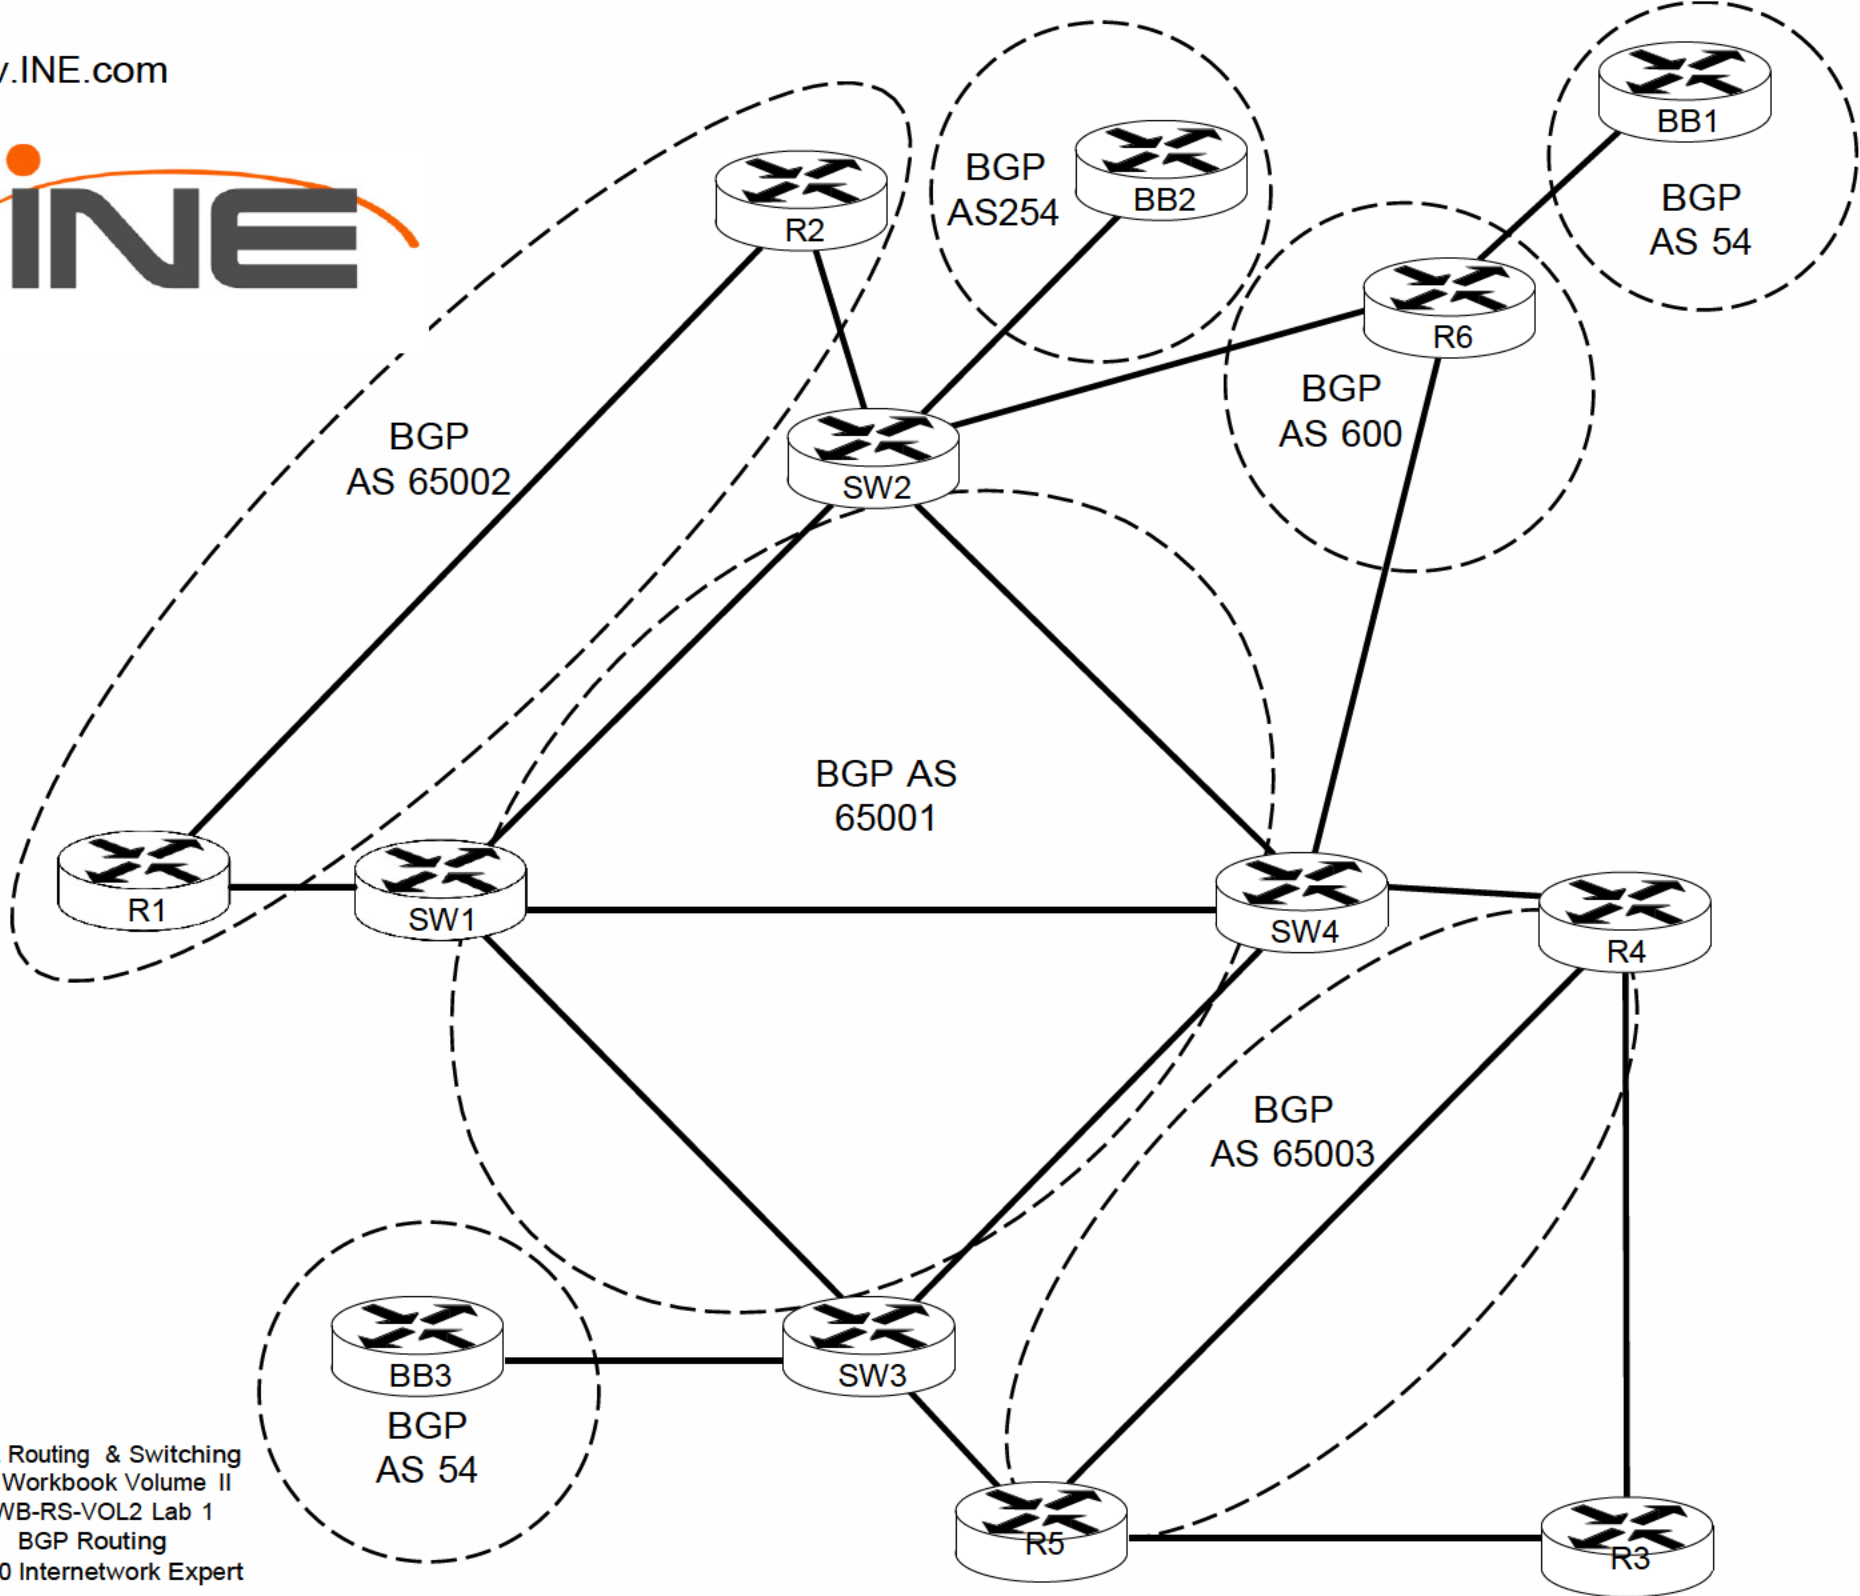 .INE.com
INE
BB1
BGP
AS 54
BGP
AS254
BB2
R2
R6
BGP
AS 600
BGP
AS 65002
SW2
BGP AS
65001
R1
SW1
SW4
R4
BGP
AS 65003
BB3
BGP
AS 54
SW3
R5
R3
Routing & Switching
Workbook Volume II
WB-RS-VOL2 Lab 1
BGP Routing
0 Internetwork Expert